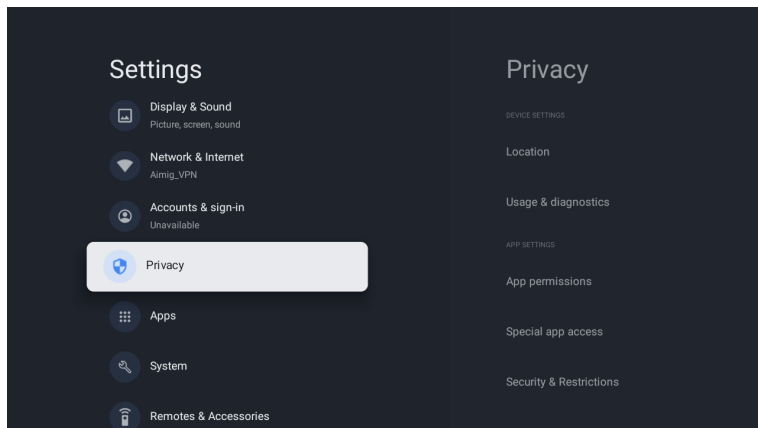 Settings
Display & Sound
Picture, screen, sound
Network & Internet
Aimig_VPN
Accounts & sign-in
Unavailable
Privacy
Apps
System
Remotes & Accessories
Privacy
DEVICE SETTINGS
Location
Usage & diagnostics
APP SETTINGS
App permissions
Special app access
Security & Restrictions